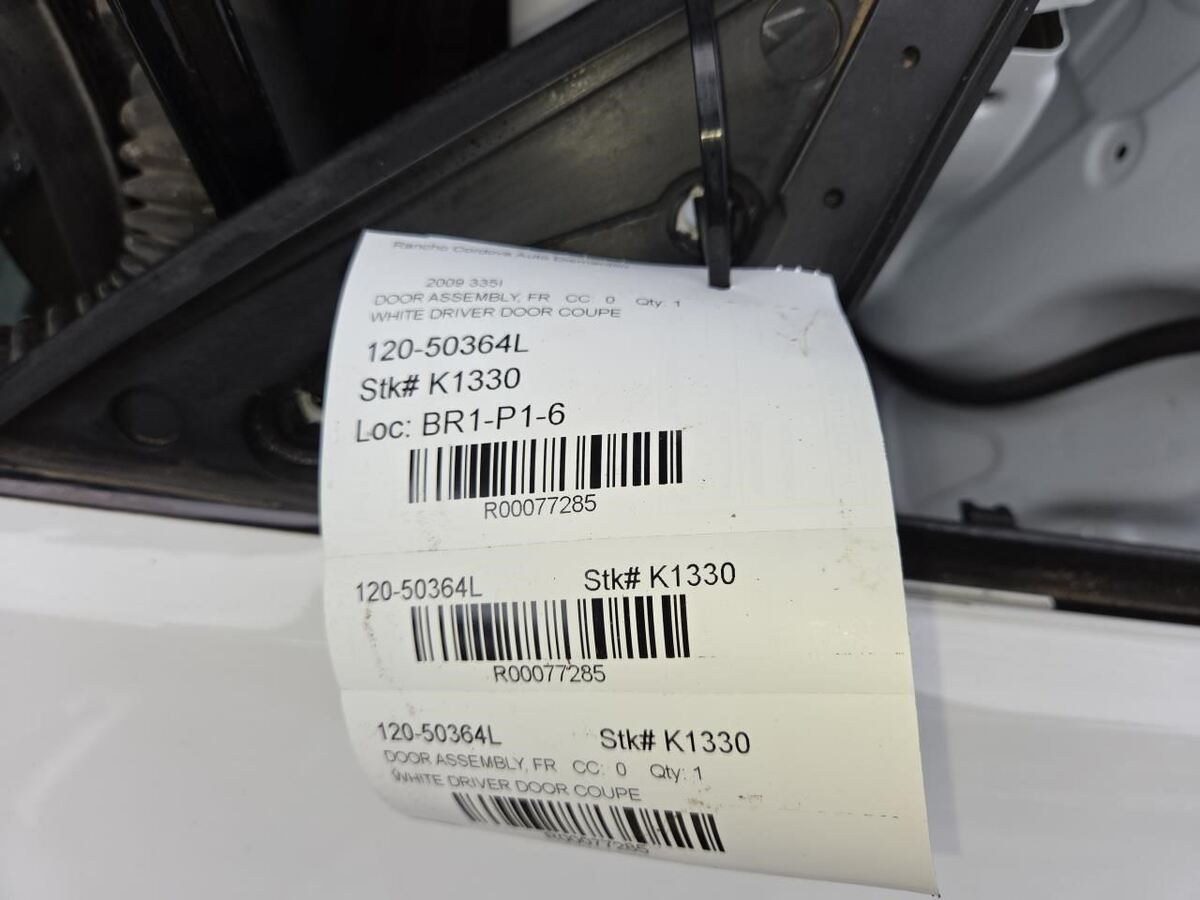 Rancho Cordova Auto Dismantler
2009 335I
DOOR ASSEMBLY, FR CC: 0 Qty: 1
WHITE DRIVER DOOR COUPE
120-50364L
Stk# K1330
Loc: BR1-P1-6
R00077285
120-50364L Stk# K1330
R00077285
120-50364L Stk# K1330
DOOR ASSEMBLY, FR CC: 0 Qty: 1
WHITE DRIVER DOOR COUPE
R00077285